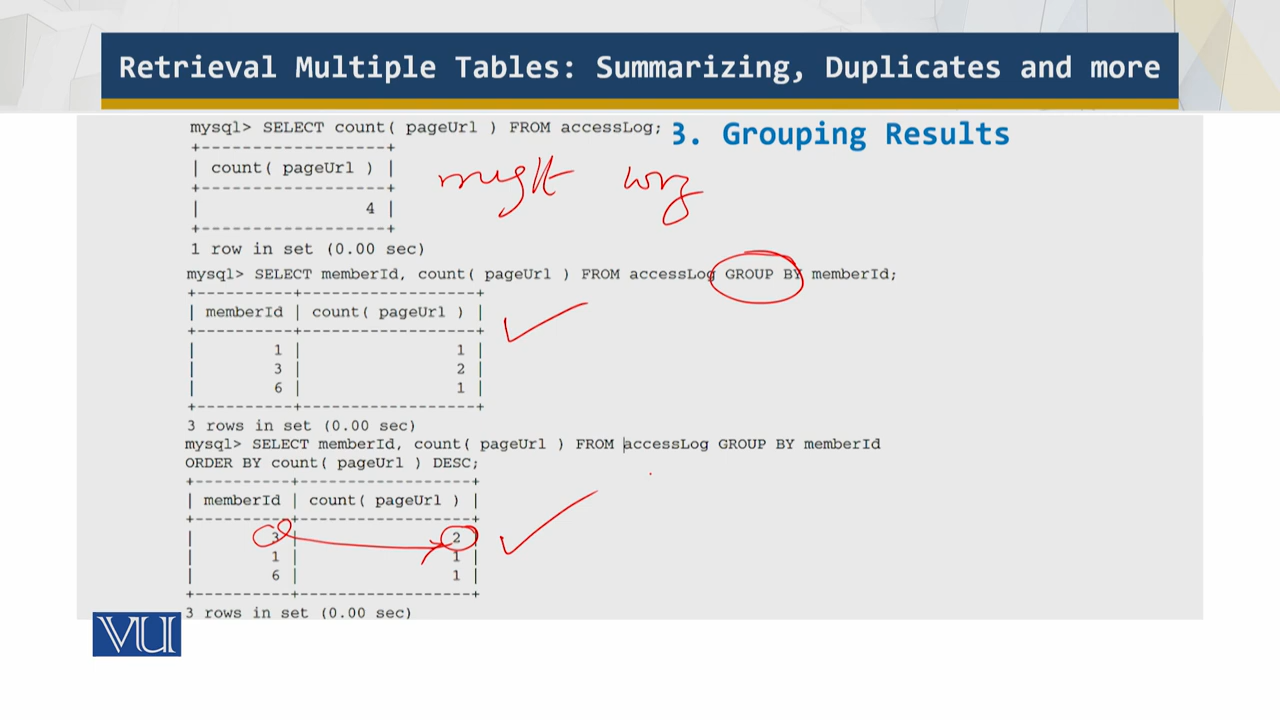 Retrieval Multiple Tables: Summarizing, Duplicates and more
3. Grouping Results
mysql> SELECT count( pageUrl ) FROM accessLog;
+------------------+
| count( pageUrl ) |
+------------------+
| 4 |
+------------------+
1 row in set (0.00 sec)
mysql> SELECT memberId, count( pageUrl ) FROM accessLog GROUP BY memberId;
+----------+------------------+
| memberId | count( pageUrl ) |
+----------+------------------+
| 1 | 1 |
| 3 | 2 |
| 6 | 1 |
+----------+------------------+
3 rows in set (0.00 sec)
mysql> SELECT memberId, count( pageUrl ) FROM accessLog GROUP BY memberId
ORDER BY count( pageUrl ) DESC;
+----------+------------------+
| memberId | count( pageUrl ) |
+----------+------------------+
| 3 | 2 |
| 1 | 1 |
| 6 | 1 |
+----------+------------------+
3 rows in set (0.00 sec)
VU